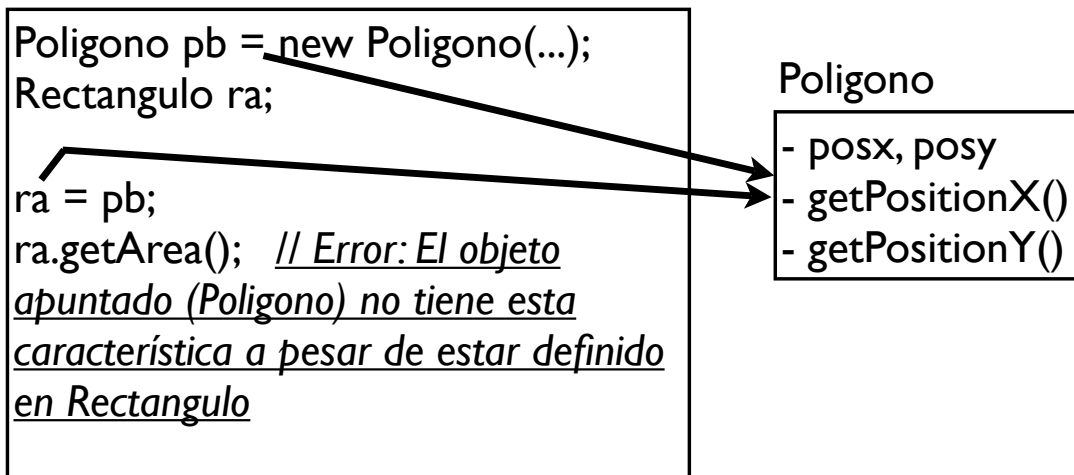 Poligono pb = new Poligono(...);
Rectangulo ra;
ra = pb;
ra.getArea(); // Error: El objeto
apuntado (Poligono) no tiene esta
característica a pesar de estar definido
en Rectangulo
Poligono
- posx, posy
- getPositionX()
- getPositionY()